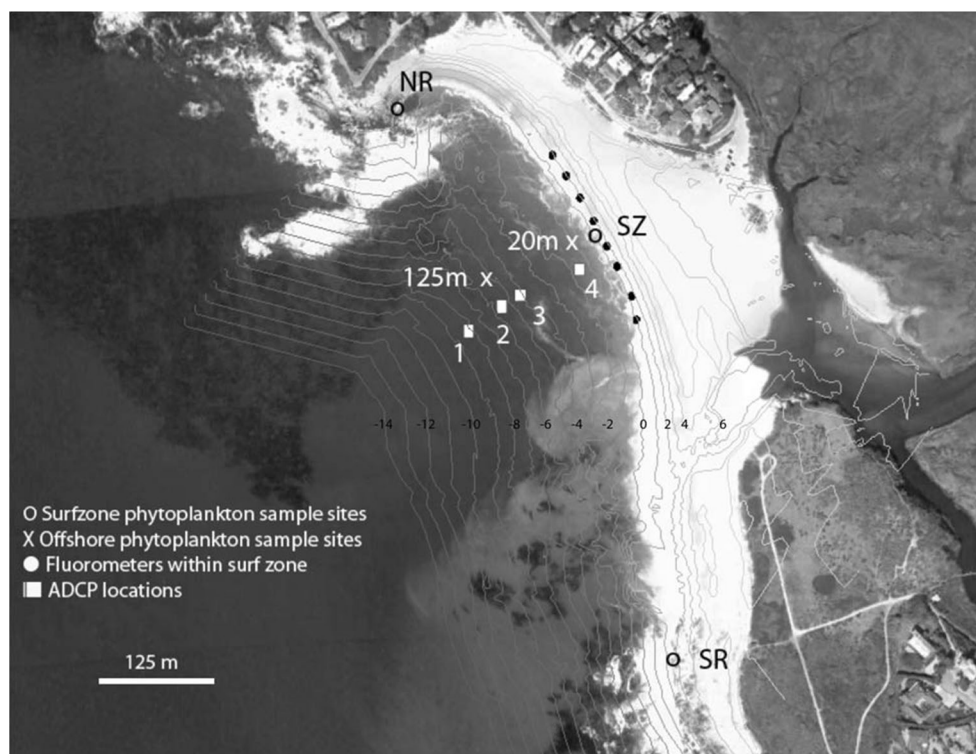 NR
SZ
20m x
125m x
4
3
2
1
-14 -12 -10 -8 -6 -4 -2 0 2 4 6
O Surfzone phytoplankton sample sites
X Offshore phytoplankton sample sites
Fluorometers within surf zone
ADCP locations
125 m
SR